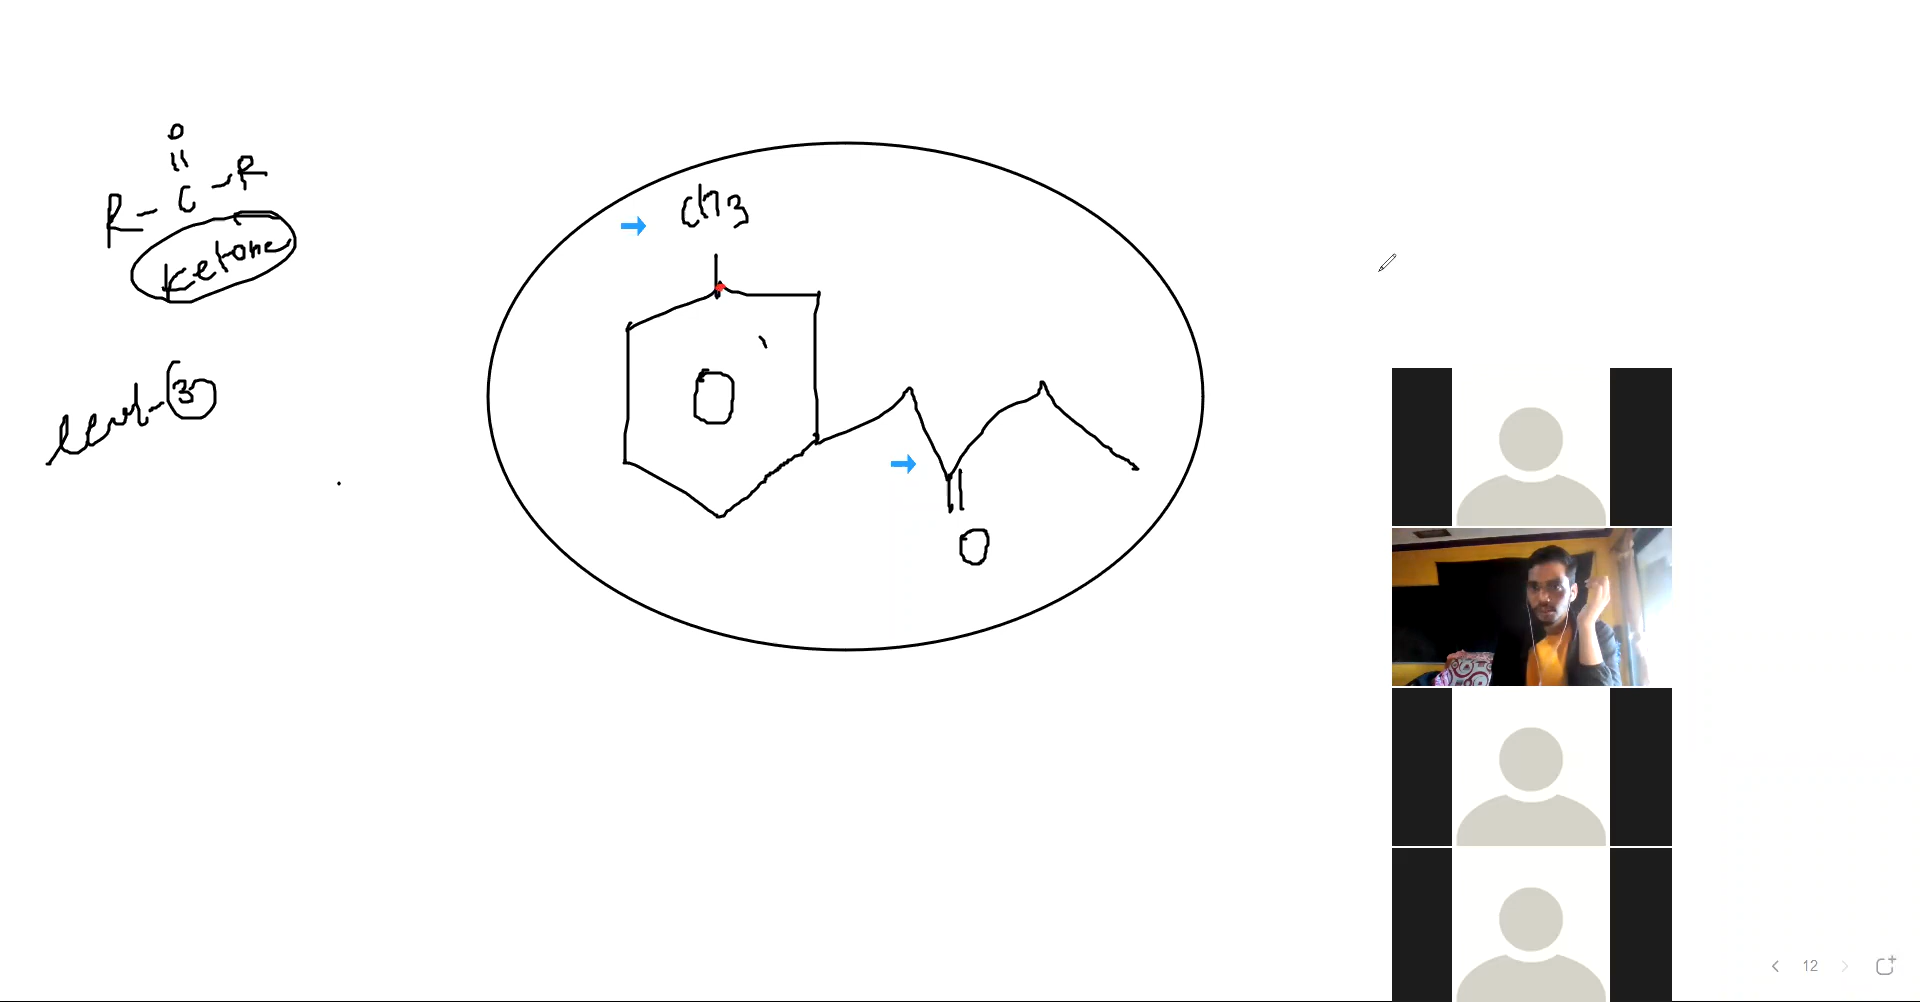 O
||
R - C - R
Ketone
level - 3
CH3
O
O
12